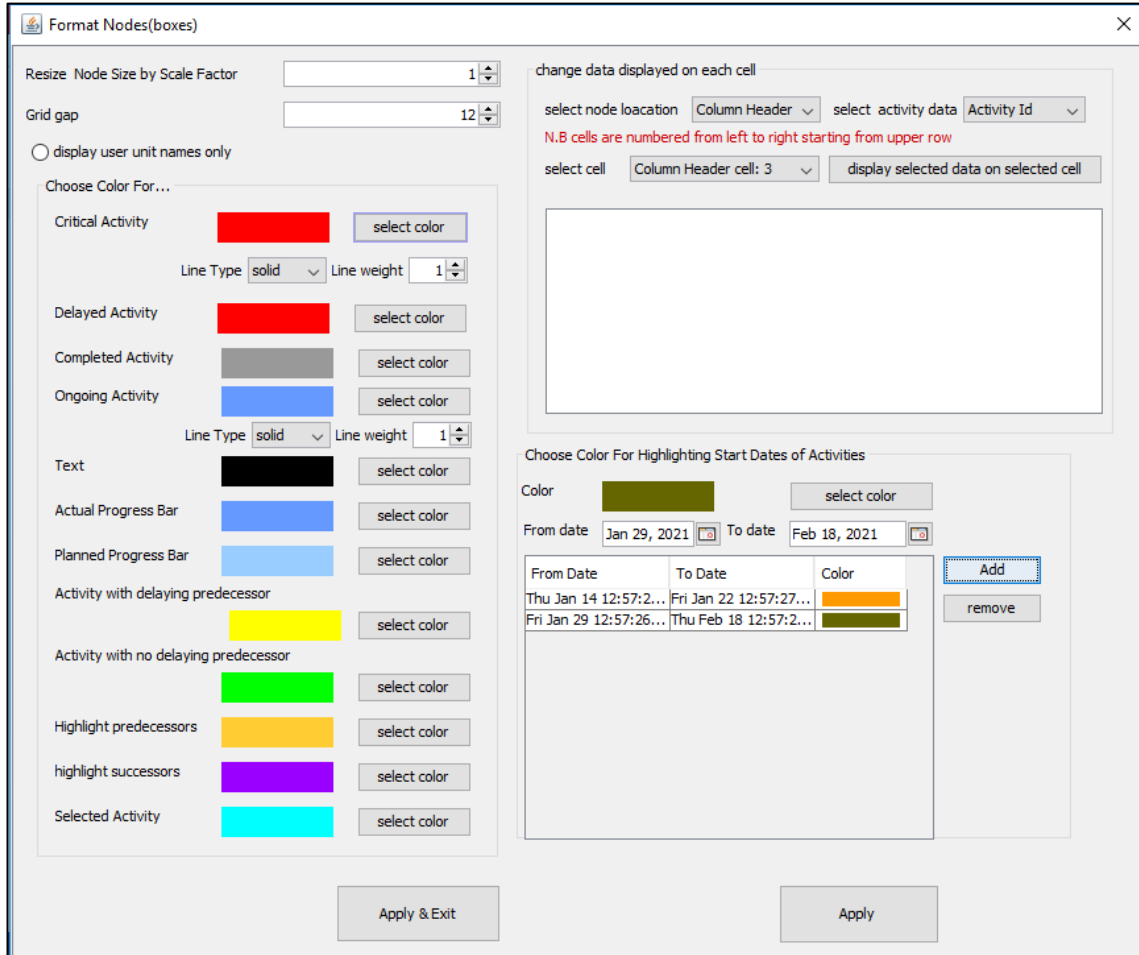 Format Nodes(boxes)
Resize Node Size by Scale Factor 1
Grid gap 12
display user unit names only
Choose Color For...
Critical Activity select color
Line Type solid Line weight 1
Delayed Activity select color
Completed Activity select color
Ongoing Activity select color
Line Type solid Line weight 1
Text select color
Actual Progress Bar select color
Planned Progress Bar select color
Activity with delaying predecessor
select color
Activity with no delaying predecessor
select color
Highlight predecessors select color
highlight successors select color
Selected Activity select color
change data displayed on each cell
select node loacation Column Header select activity data Activity Id
N.B cells are numbered from left to right starting from upper row
select cell Column Header cell: 3 display selected data on selected cell
Choose Color For Highlighting Start Dates of Activities
Color select color
From date Jan 29, 2021 To date Feb 18, 2021
From Date To Date Color
Thu Jan 14 12:57:2... Fri Jan 22 12:57:27...
Fri Jan 29 12:57:26... Thu Feb 18 12:57:2...
Add
remove
Apply & Exit
Apply